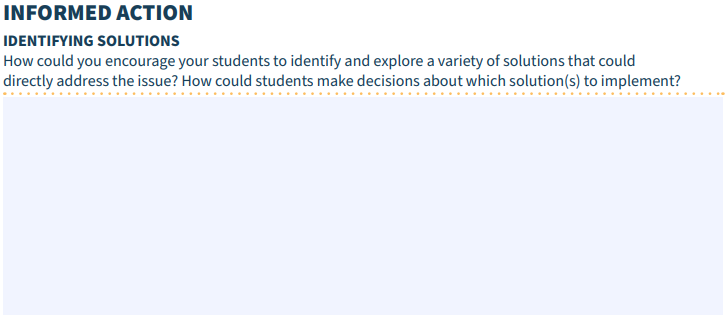 INFORMED ACTION
IDENTIFYING SOLUTIONS
How could you encourage your students to identify and explore a variety of solutions that could
directly address the issue? How could students make decisions about which solution(s) to implement?